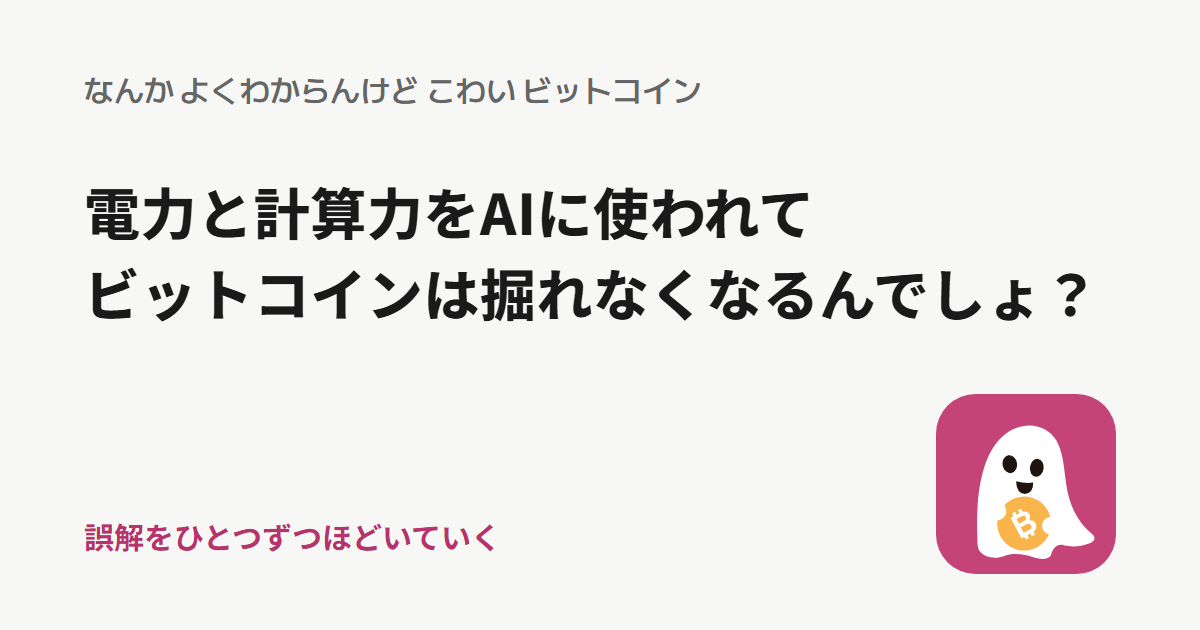 なんか よくわからんけど こわい ビットコイン
電力と計算力をAIに使われて
ビットコインは掘れなくなるんでしょ？
誤解をひとつずつほどいていく